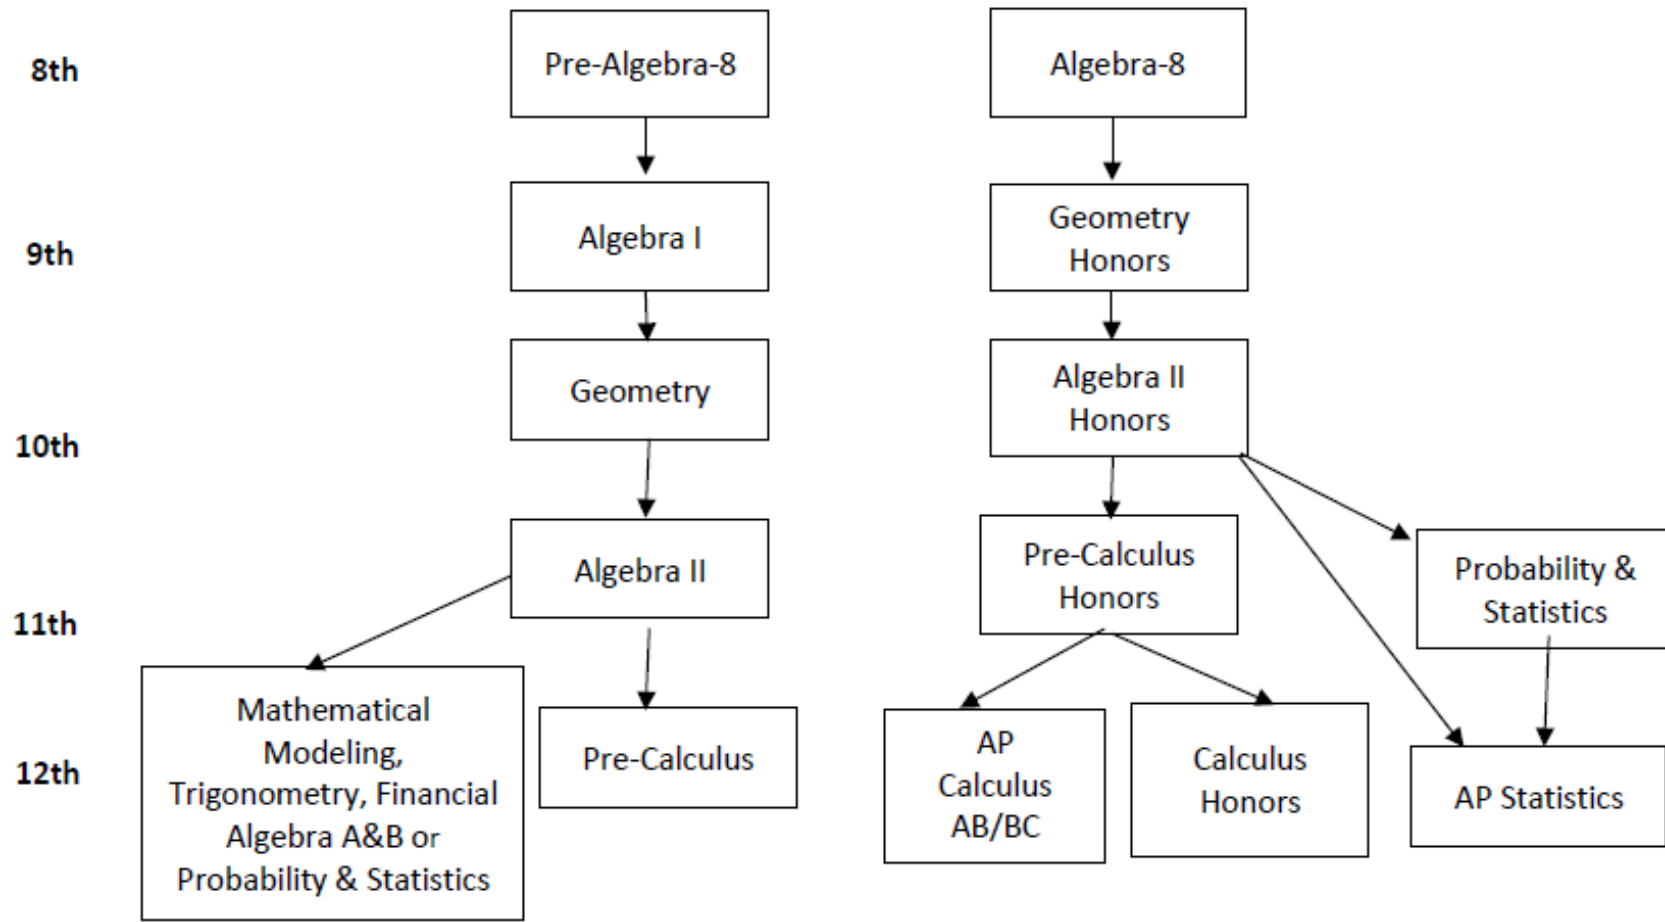 8th
Pre-Algebra-8
Algebra-8
9th
Algebra I
Geometry
Honors
Geometry
Algebra II
Honors
10th
Algebra II
Pre-Calculus
Honors
Probability &
Statistics
11th
Mathematical
Modeling,
Trigonometry, Financial
Algebra A&B or
Probability & Statistics
Pre-Calculus
AP
Calculus
AB/BC
Calculus
Honors
AP Statistics
12th